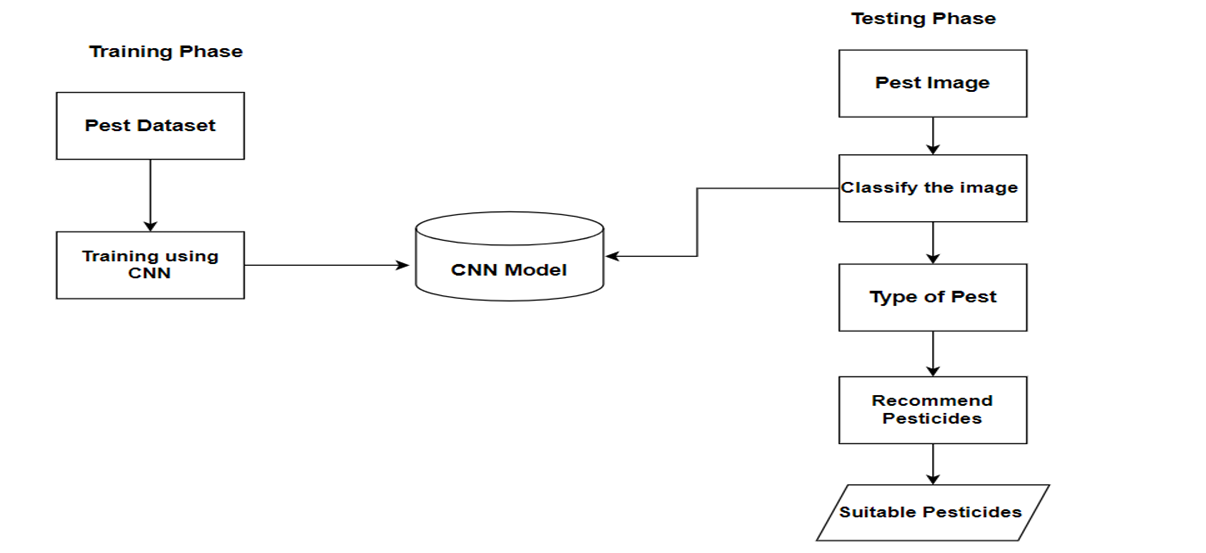 Training Phase
Pest Dataset
Training using
CNN
CNN Model
Testing Phase
Pest Image
Classify the image
Type of Pest
Recommend
Pesticides
Suitable Pesticides